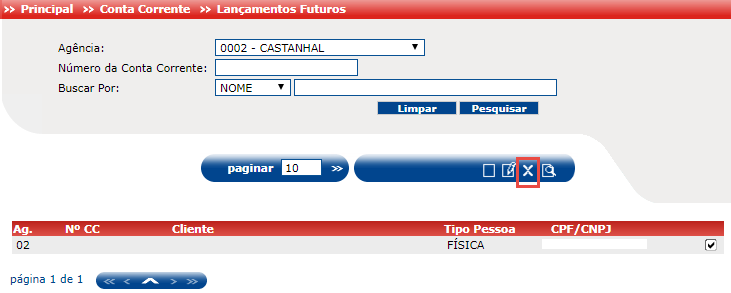 >> Principal >> Conta Corrente >> Lançamentos Futuros
Agência: 0002 - CASTANHAL
Número da Conta Corrente:
Buscar Por: NOME
Limpar Pesquisar
paginar 10 >>
Ag. Nº CC Cliente Tipo Pessoa CPF/CNPJ
02 FÍSICA
página 1 de 1 << < > >>